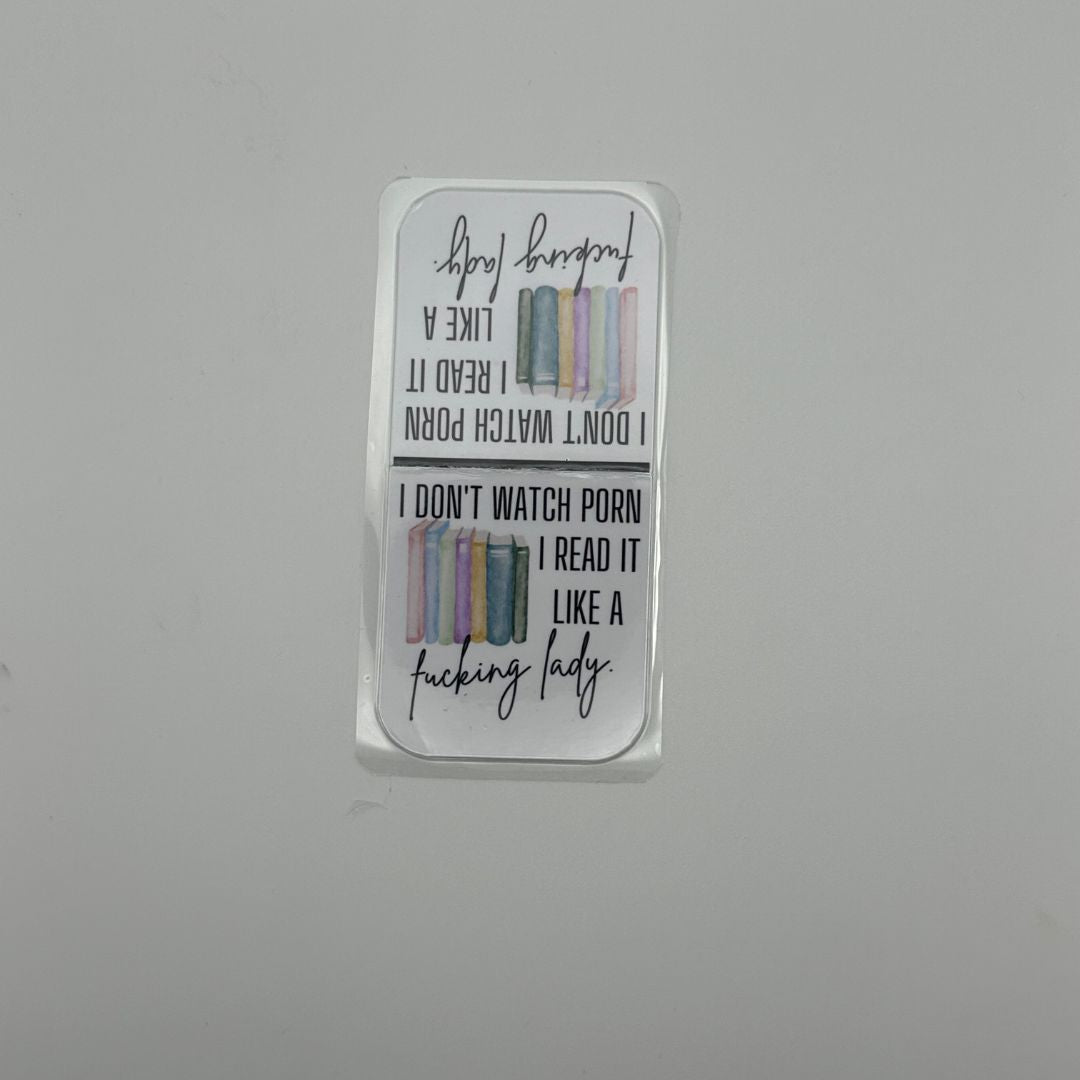 fucking lady.
LIKE A
I READ IT
I DON'T WATCH PORN
I DON'T WATCH PORN
I READ IT
LIKE A
fucking lady.